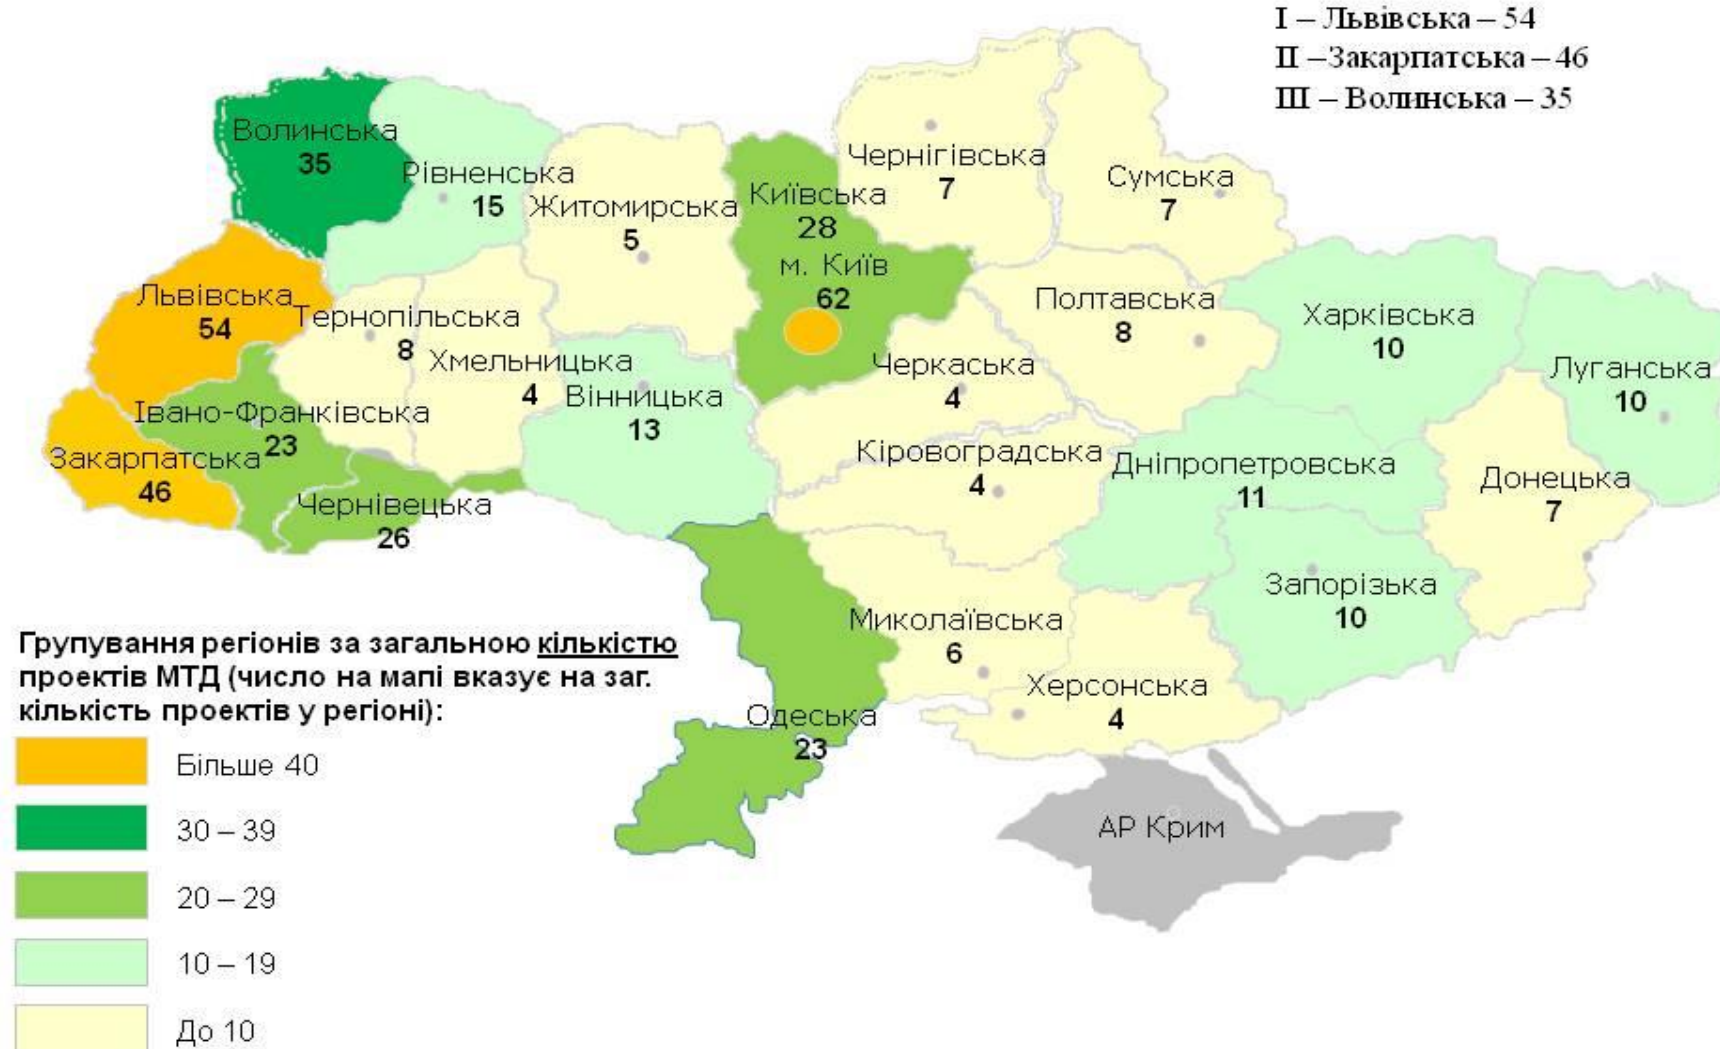 I – Львівська – 54
II –Закарпатська – 46
III – Волинська – 35
Волинська
35
Рівненська
15
Житомирська
5
Київська
28
м. Київ
62
Чернігівська
7
Сумська
7
Львівська
54
Тернопільська
8
Хмельницька
4
Вінницька
13
Черкаська
4
Полтавська
8
Харківська
10
Луганська
10
Івано-Франківська
23
Закарпатська
46
Чернівецька
26
Кіровоградська
4
Дніпропетровська
11
Донецька
7
Запорізька
10
Миколаївська
6
Херсонська
4
Одеська
23
АР Крим
Групування регіонів за загальною кількістю
проектів МТД (число на мапі вказує на заг.
кількість проектів у регіоні):
Більше 40
30 – 39
20 – 29
10 – 19
До 10